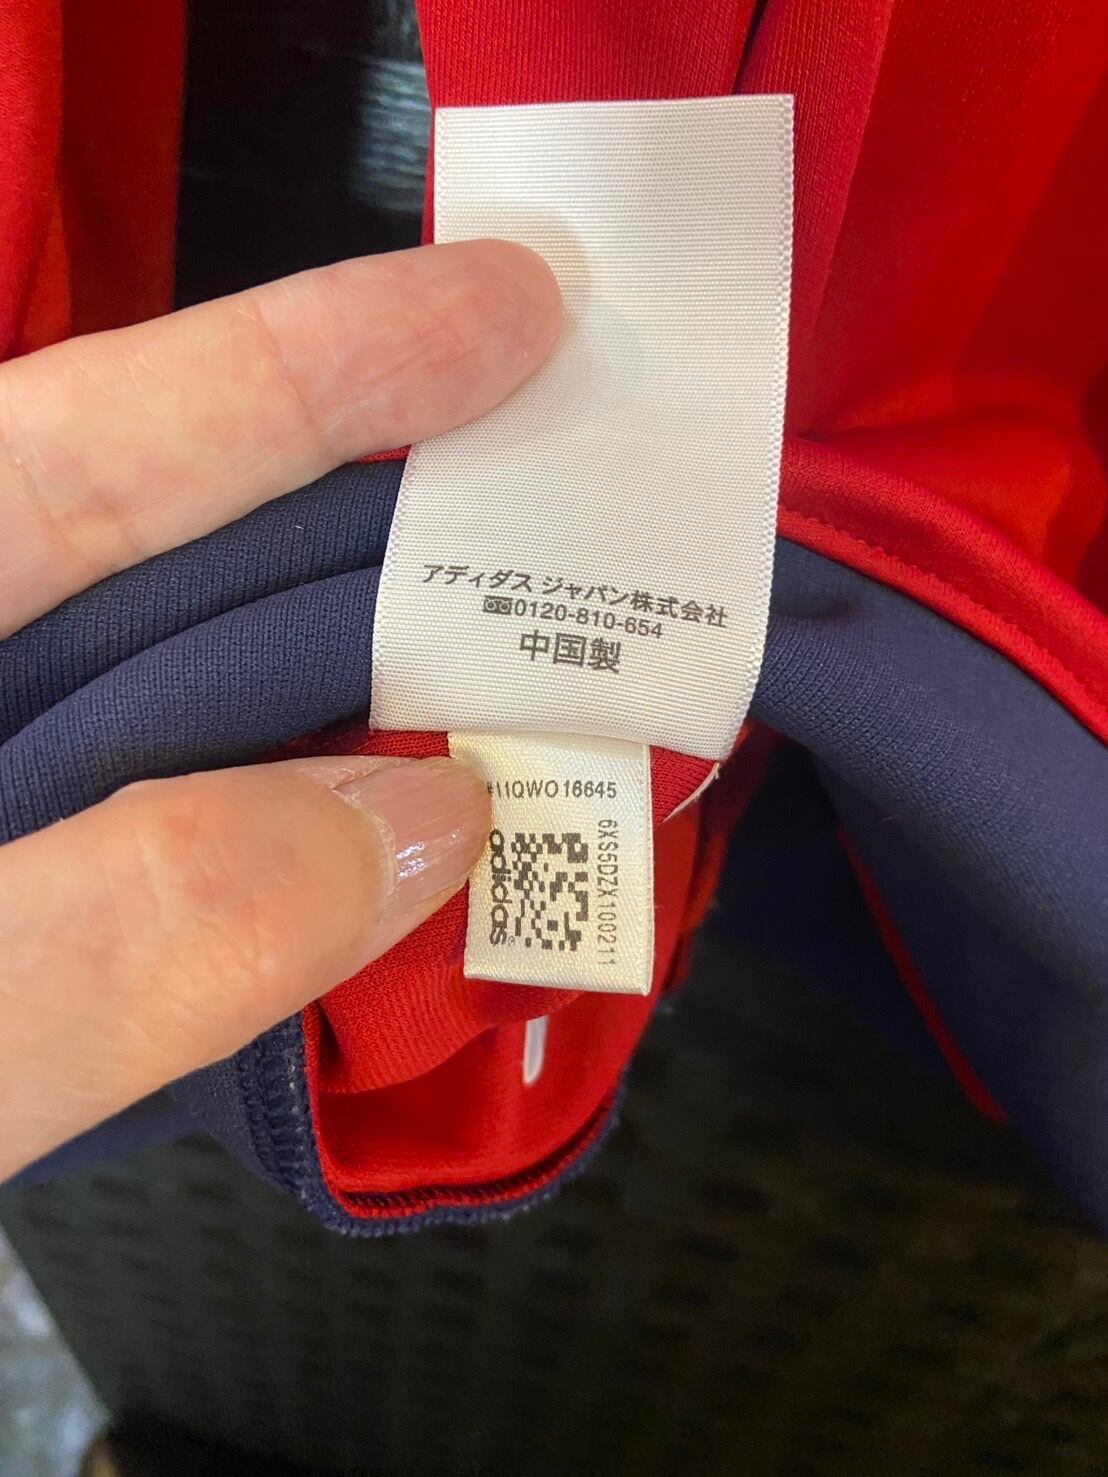 アディダス ジャパン株式会社
0120-810-654
中国製
#11QWO16645
6XS5DZX100211
adidas